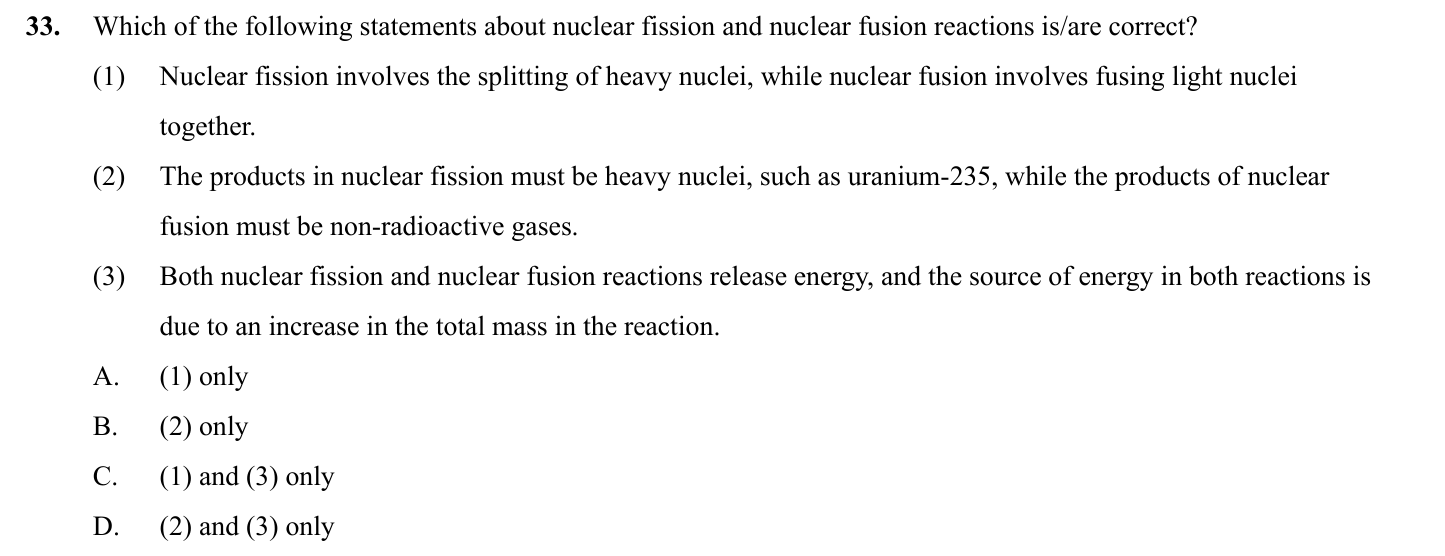 33. Which of the following statements about nuclear fission and nuclear fusion reactions is/are correct?
(1) Nuclear fission involves the splitting of heavy nuclei, while nuclear fusion involves fusing light nuclei
together.
(2) The products in nuclear fission must be heavy nuclei, such as uranium-235, while the products of nuclear
fusion must be non-radioactive gases.
(3) Both nuclear fission and nuclear fusion reactions release energy, and the source of energy in both reactions is
due to an increase in the total mass in the reaction.
A. (1) only
B. (2) only
C. (1) and (3) only
D. (2) and (3) only